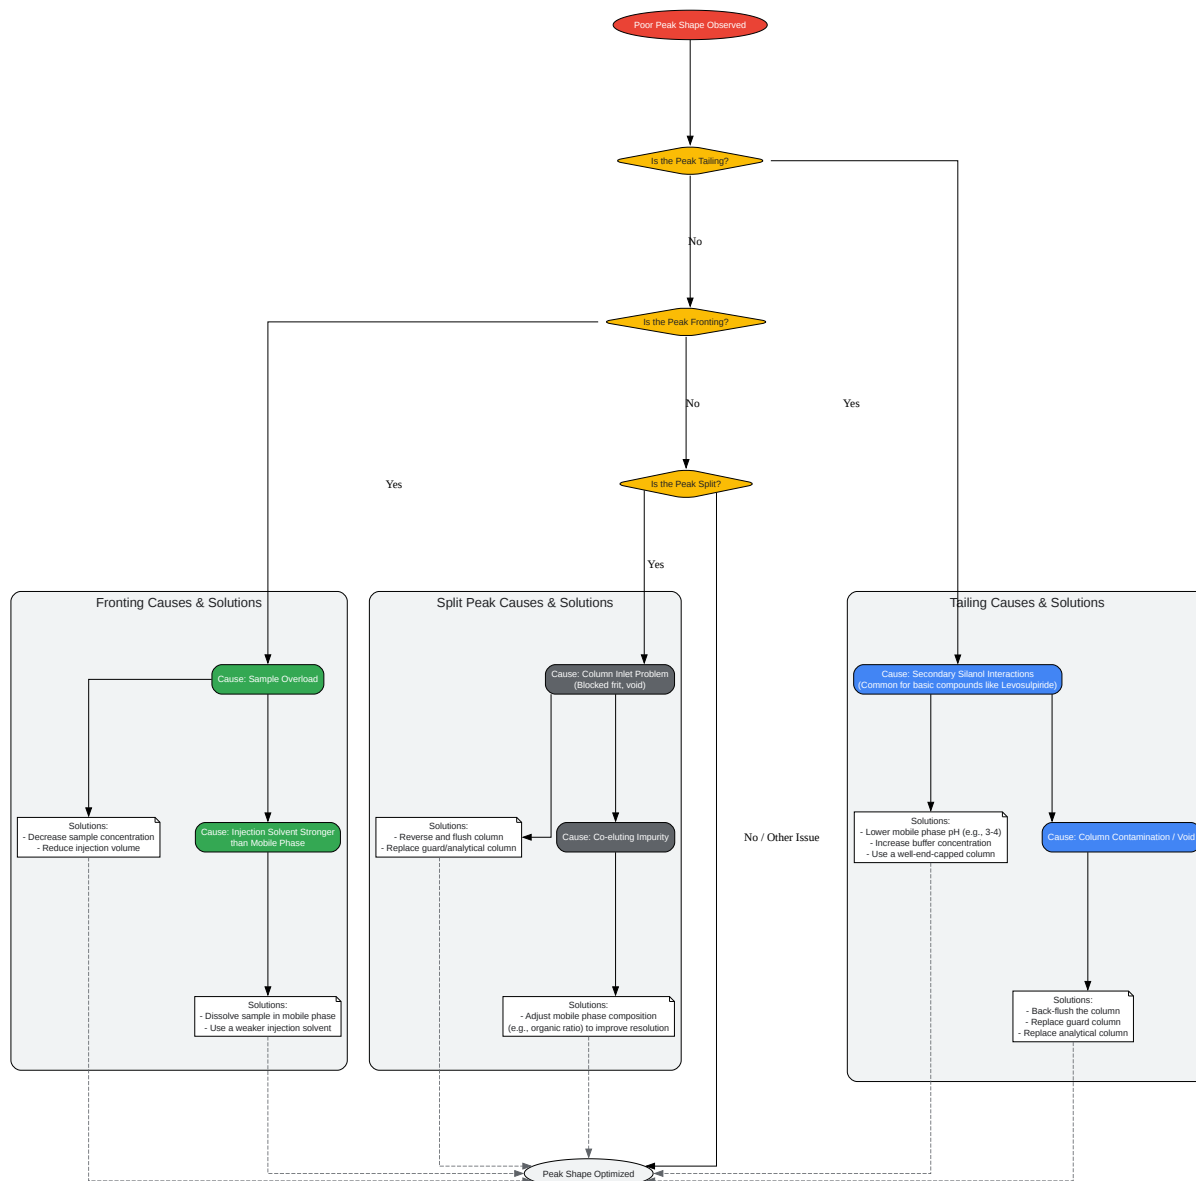 Poor Peak Shape Observed
Is the Peak Tailing?
No
Is the Peak Fronting?
No
Yes
Is the Peak Split?
Yes
Yes
Fronting Causes & Solutions
Split Peak Causes & Solutions
Tailing Causes & Solutions
Cause: Sample Overload
Cause: Column Inlet Problem
(Blocked frit, void)
Cause: Secondary Silanol Interactions
(Common for basic compounds like Levosulpiride)
Solutions:
- Decrease sample concentration
- Reduce injection volume
Cause: Injection Solvent Stronger
than Mobile Phase
Solutions:
- Reverse and flush column
- Replace guard/analytical column
Cause: Co-eluting Impurity
No / Other Issue
Solutions:
- Lower mobile phase pH (e.g., 3-4)
- Increase buffer concentration
- Use a well-end-capped column
Cause: Column Contamination / Void
Solutions:
- Dissolve sample in mobile phase
- Use a weaker injection solvent
Solutions:
- Adjust mobile phase composition
(e.g., organic ratio) to improve resolution
Solutions:
- Back-flush the column
- Replace guard column
- Replace analytical column
Peak Shape Optimized